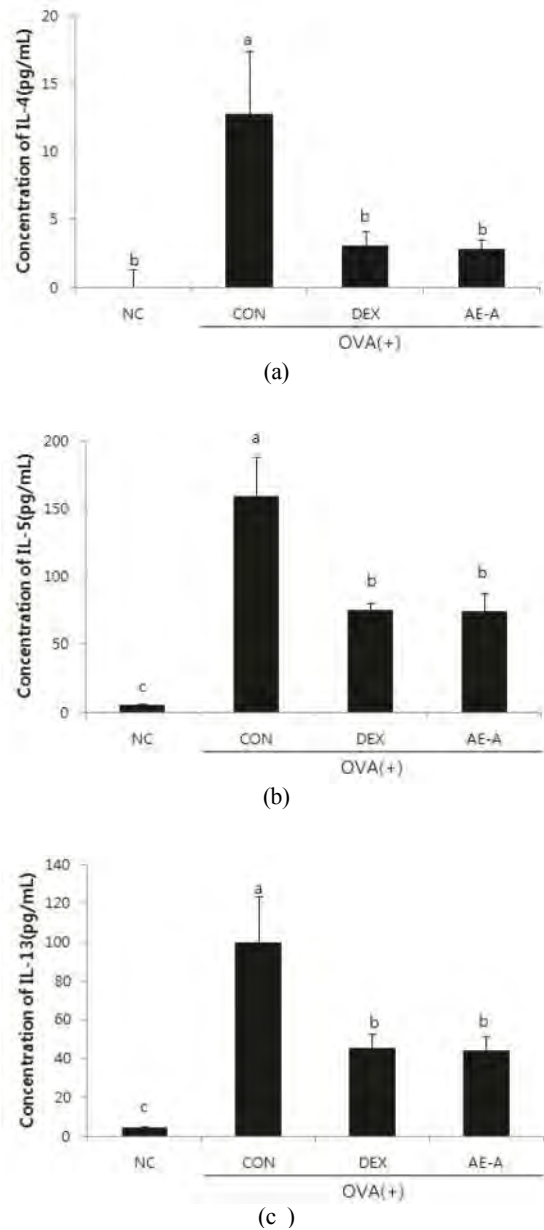 Concentration of IL-4(pg/mL)
20
15
10
5
0
b
a
b
b
NC CON DEX AE-A
OVA(+)
(a)
Concentration of IL-5(pg/mL)
200
150
100
50
0
c
a
b
b
NC CON DEX AE-A
OVA(+)
(b)
Concentration of IL-13(pg/mL)
140
120
100
80
60
40
20
0
c
a
b
b
NC CON DEX AE-A
OVA(+)
(c )